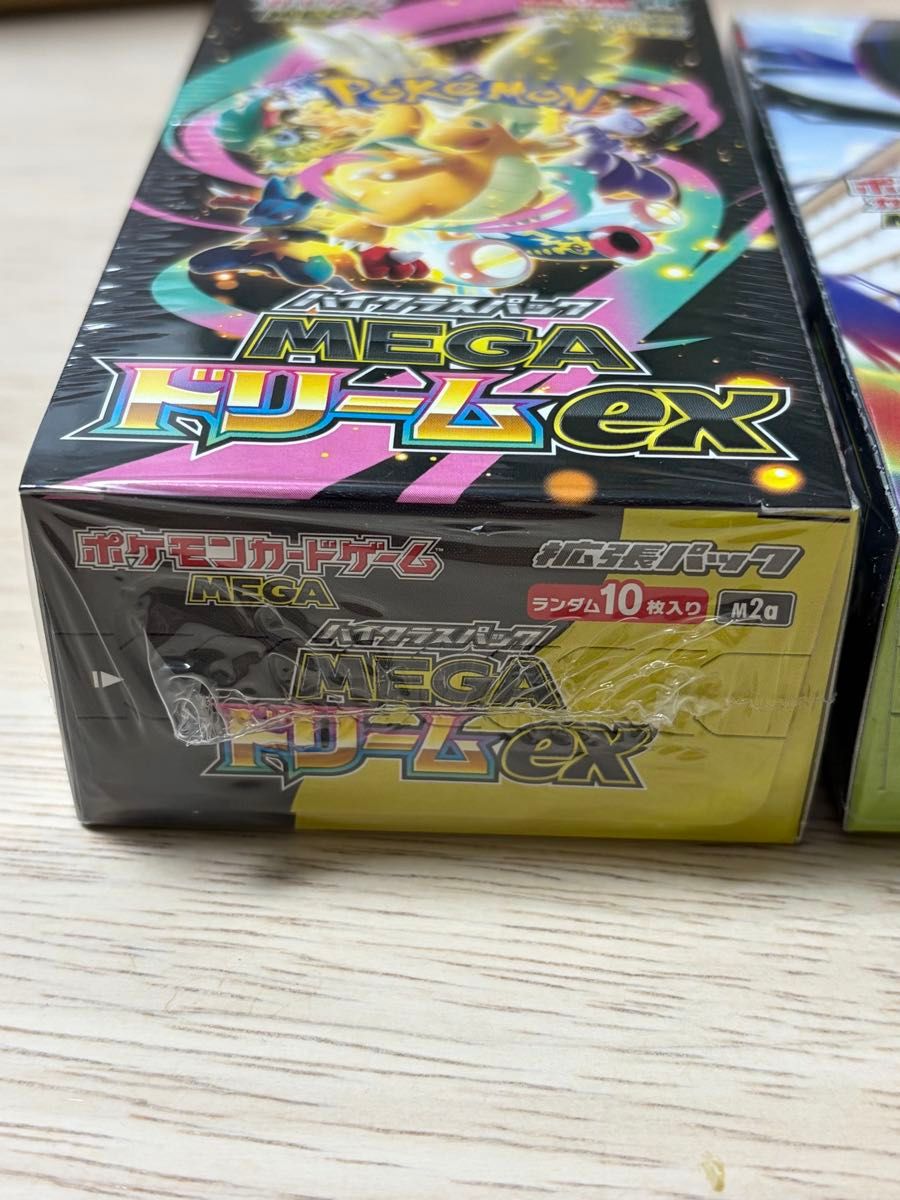 Pokémon
ハイクラスパック
MEGA
ドリームex
ポケモンカードゲーム™
MEGA
拡張パック
ランダム10枚入り
M2a
ハイクラスパック
MEGA
ドリームex